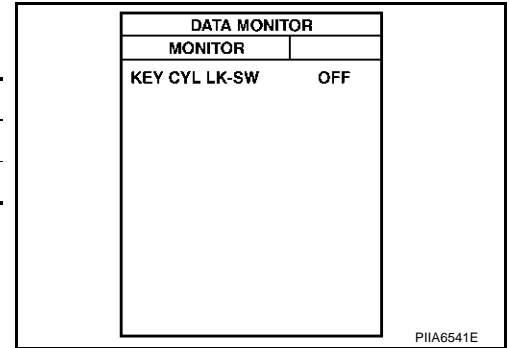 DATA MONITOR
MONITOR
KEY CYL LK-SW OFF
PIIA6541E